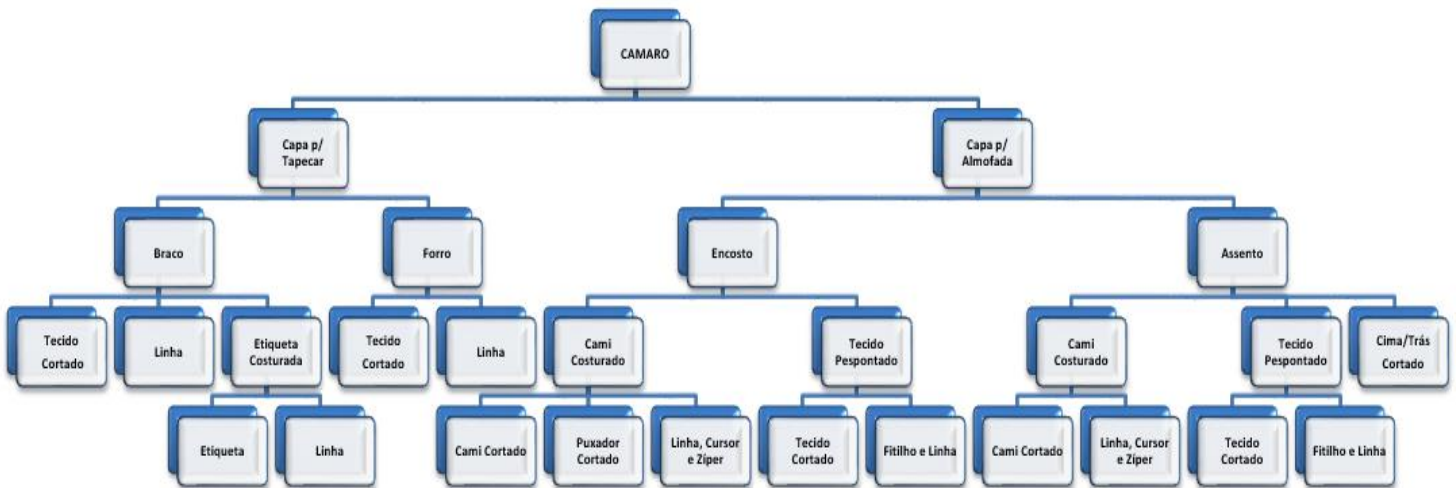 CAMARO
Capa p/
Tapecar
Capa p/
Almofada
Braco
Forro
Encosto
Assento
Tecido
Cortado
Linha
Etiqueta
Costurada
Tecido
Cortado
Linha
Cami
Costurado
Tecido
Pespontado
Cami
Costurado
Tecido
Pespontado
Cima/Trás
Cortado
Etiqueta
Linha
Cami Cortado
Puxador
Cortado
Linha, Cursor
e Zíper
Tecido
Cortado
Fitilho e Linha
Cami Cortado
Linha, Cursor
e Zíper
Tecido
Cortado
Fitilho e Linha